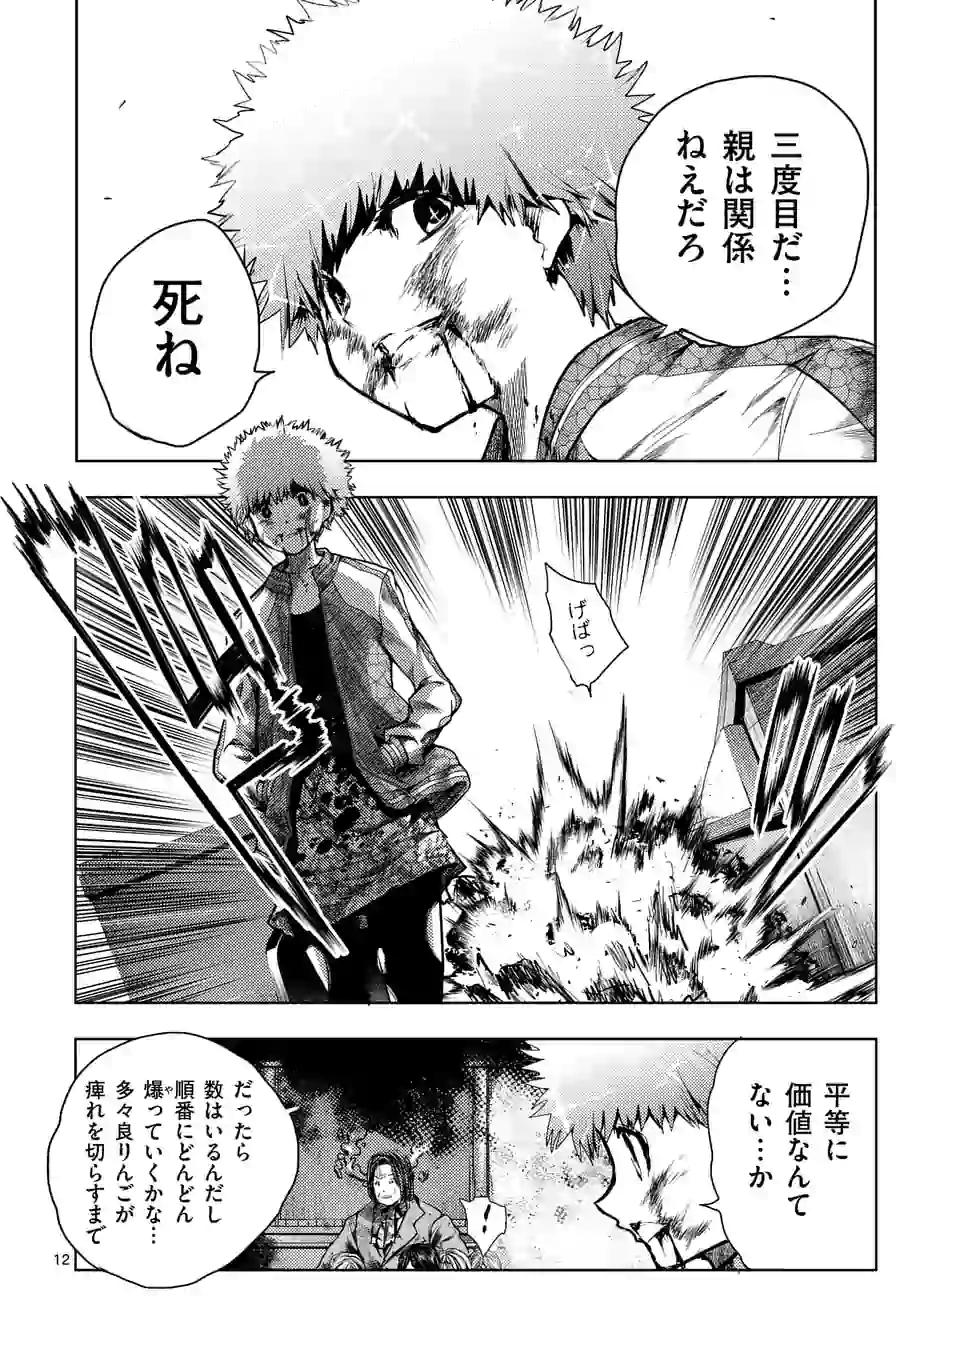 三度目だ…
親は関係
ねえだろ
死ね
げぱっ
平等に
価値なんて
ない…か
！
だったら
数はいるんだし
順番にどんどん
爆っていくかな…
や
多々良りんごが
痺れを切らすまで
12